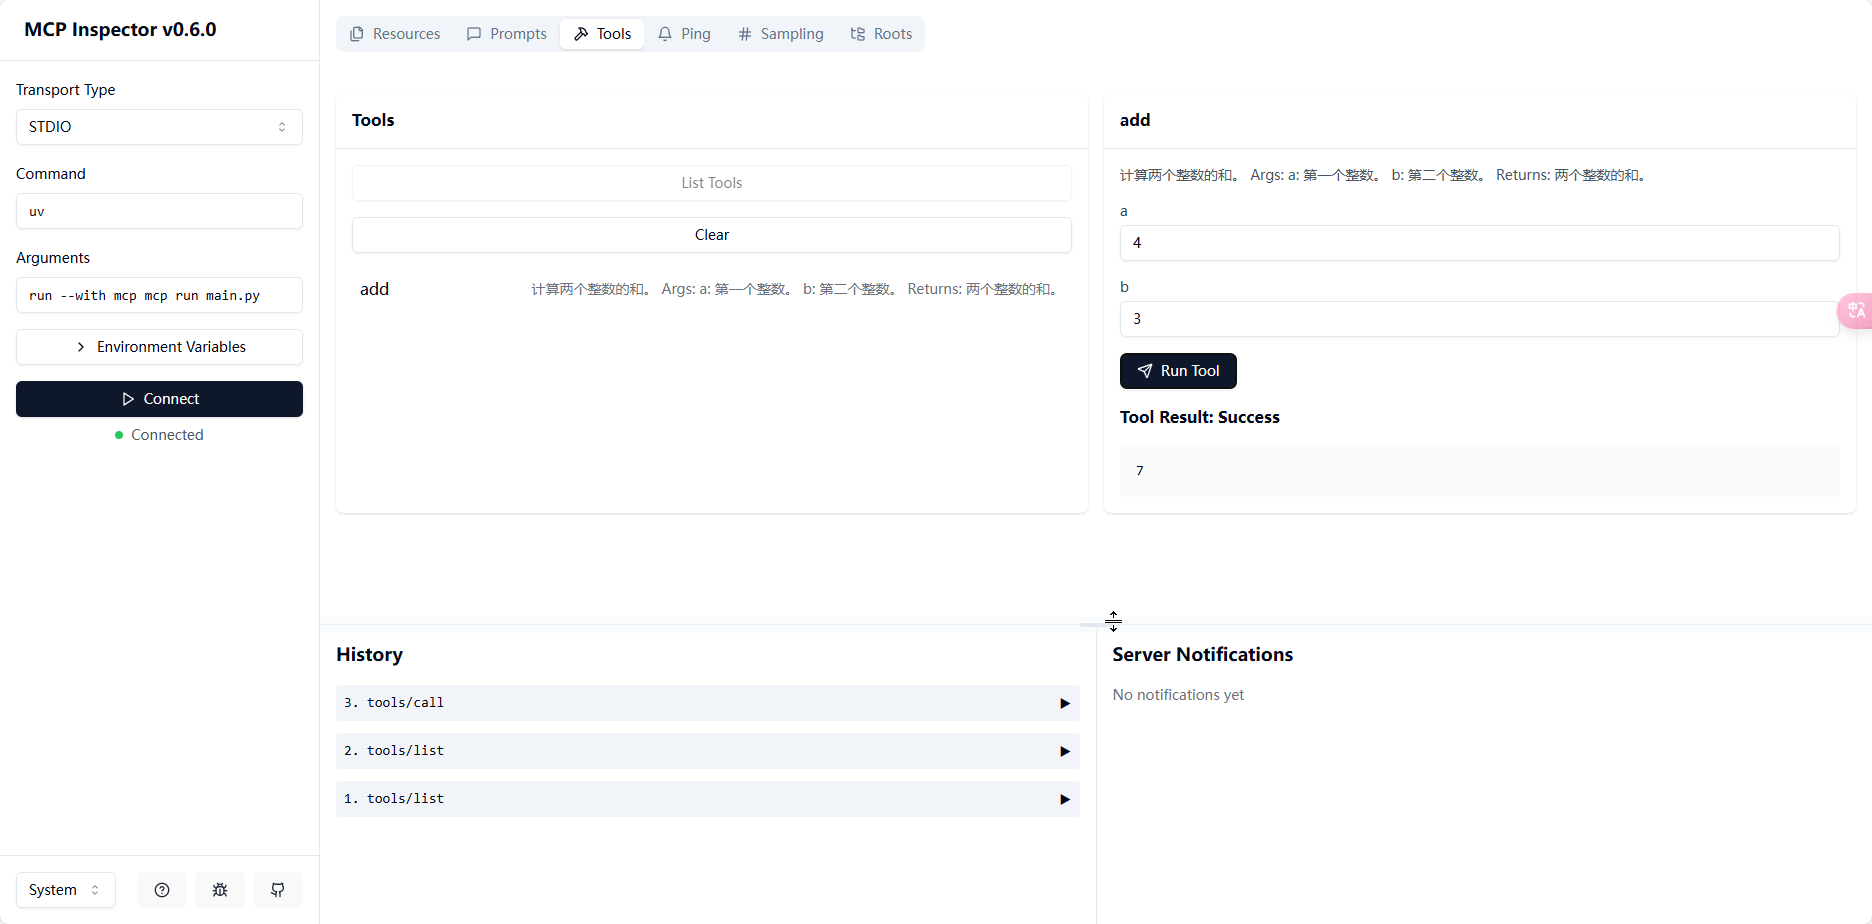 MCP Inspector v0.6.0
Transport Type
STDIO
Command
uv
Arguments
run --with mcp mcp run main.py
Environment Variables
Connect
Connected
System
Resources
Prompts
Tools
Ping
Sampling
Roots
Tools
List Tools
Clear
add
计算两个整数的和。 Args: a: 第一个整数。 b: 第二个整数。 Returns: 两个整数的和。
add
计算两个整数的和。 Args: a: 第一个整数。 b: 第二个整数。 Returns: 两个整数的和。
a
4
b
3
Run Tool
Tool Result: Success
7
History
3. tools/call
2. tools/list
1. tools/list
Server Notifications
No notifications yet